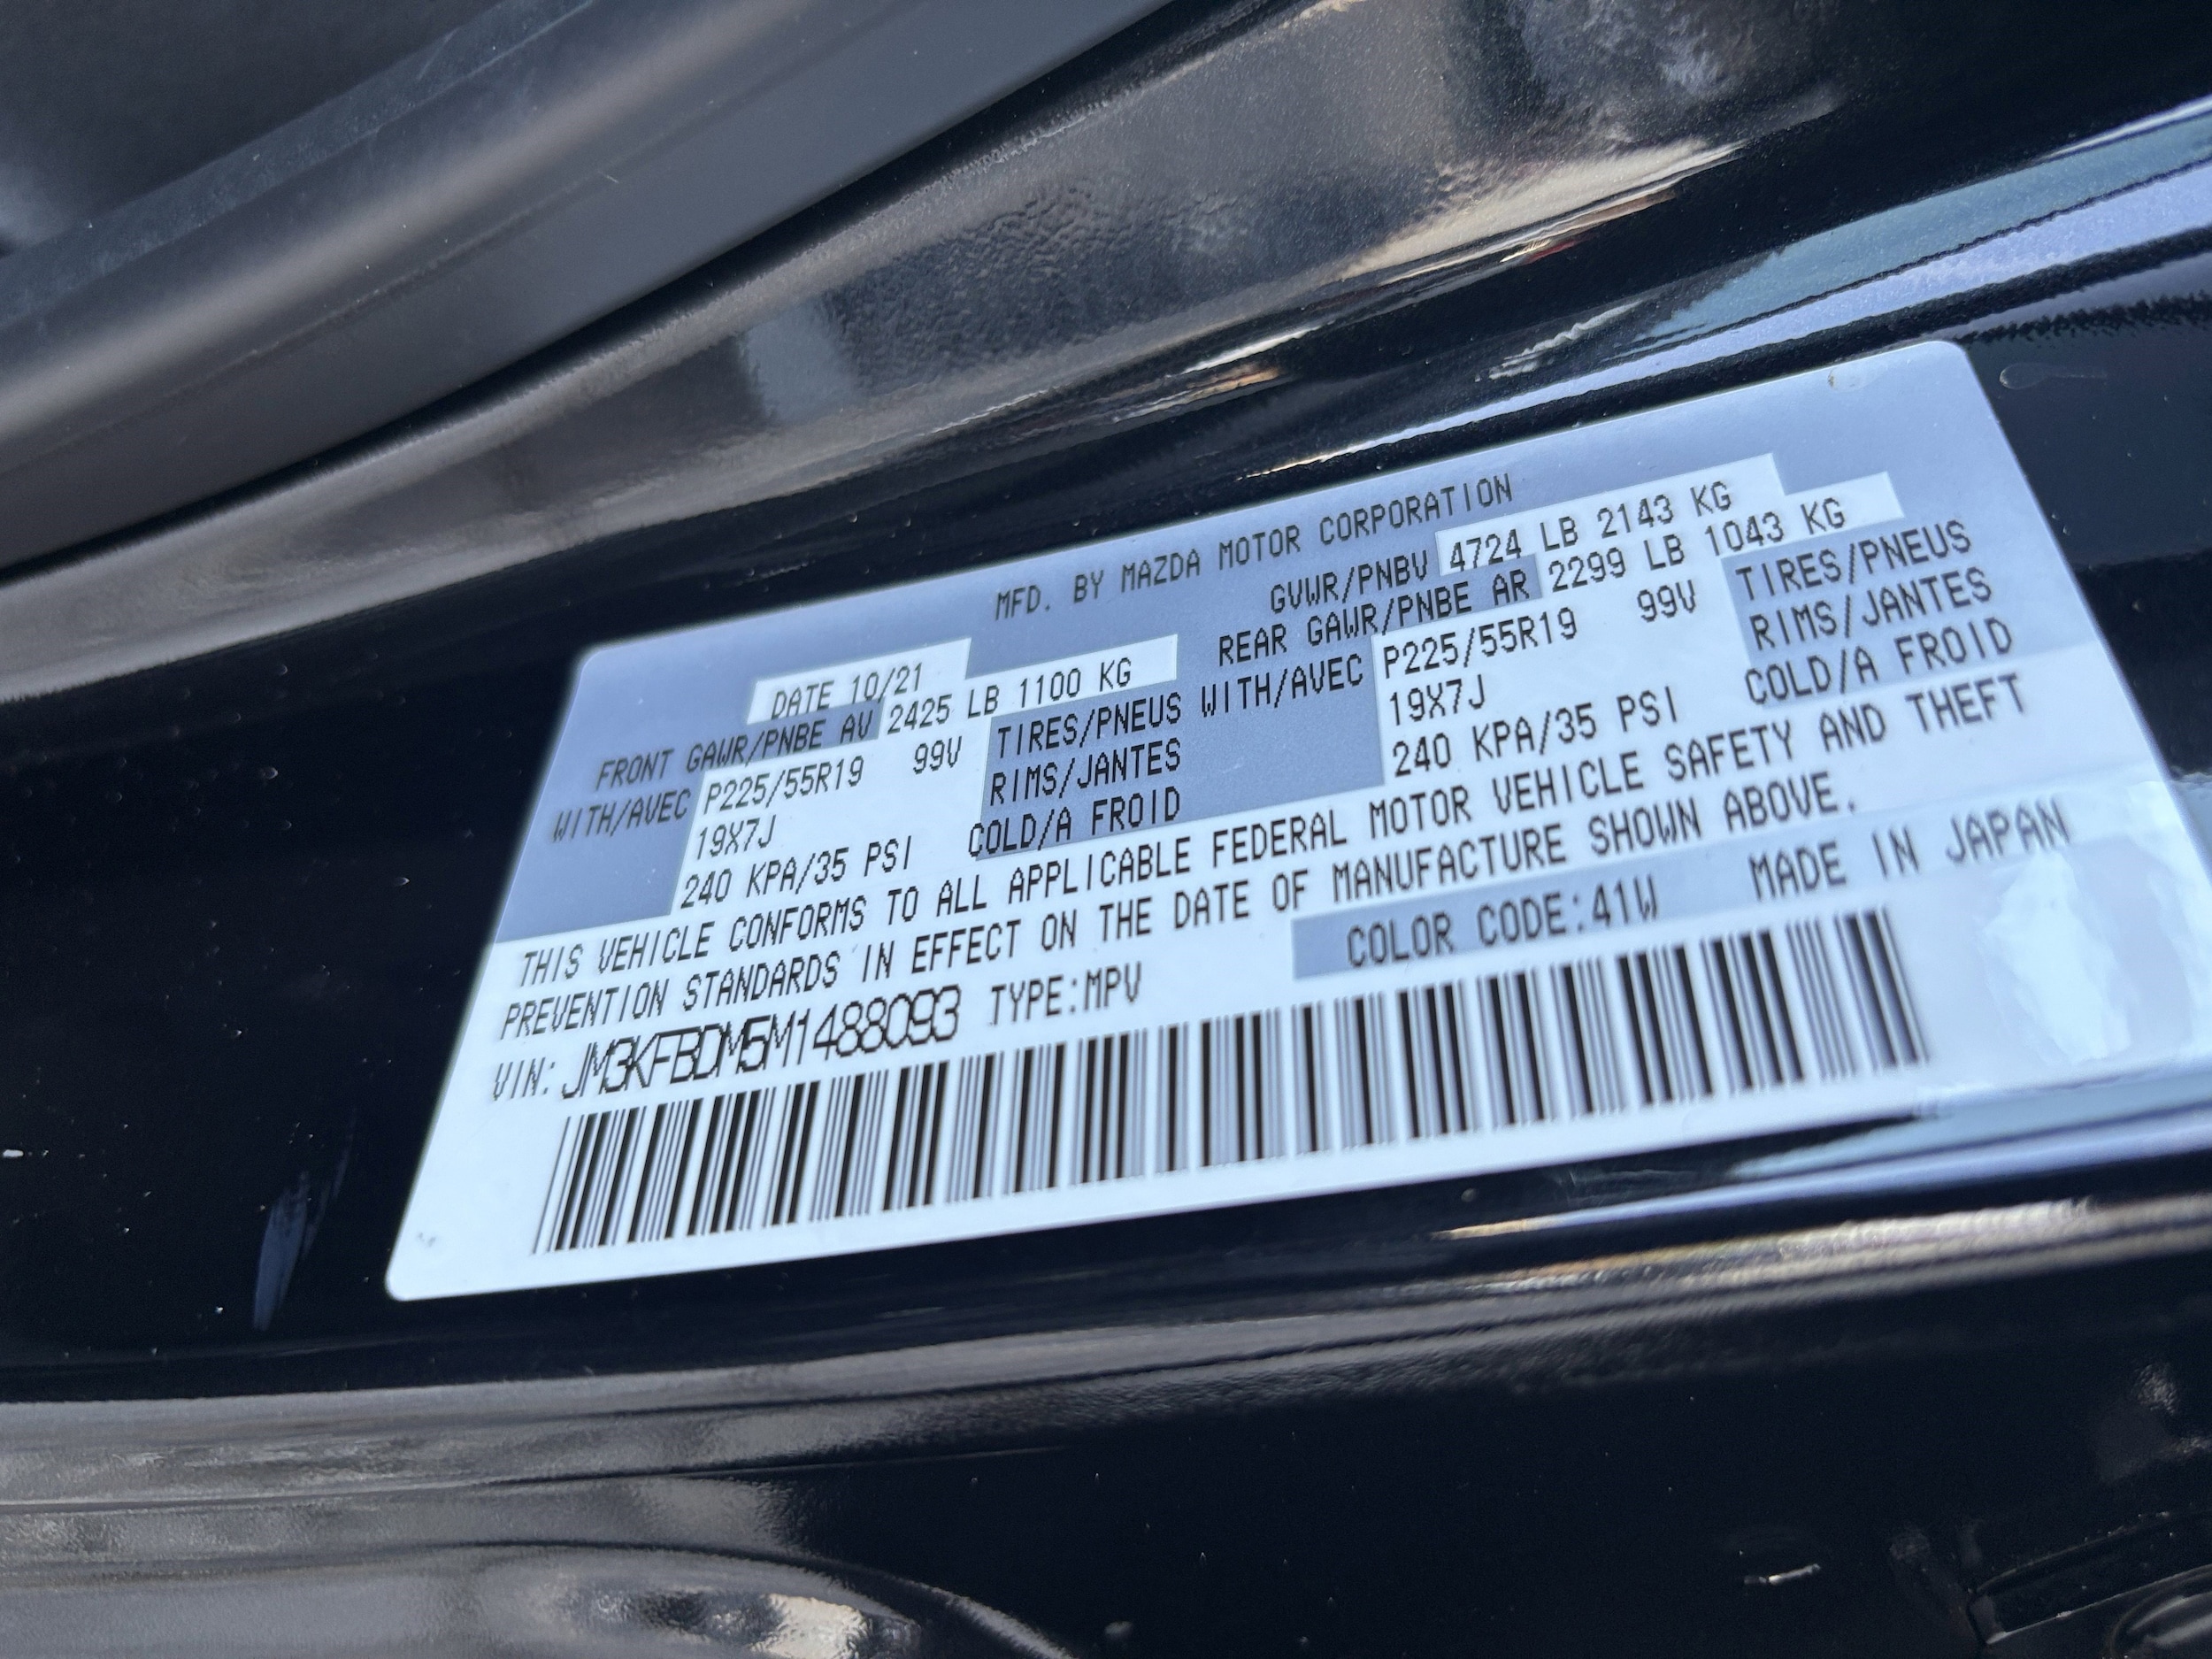 MFD. BY MAZDA MOTOR CORPORATION
DATE 10/21 GVWR/PNBV 4724 LB 2143 KG
FRONT GAWR/PNBE AV 2425 LB 1100 KG REAR GAWR/PNBE AR 2299 LB 1043 KG
WITH/AVEC P225/55R19 99V TIRES/PNEUS WITH/AVEC P225/55R19 99V TIRES/PNEUS
19X7J RIMS/JANTES 19X7J RIMS/JANTES
240 KPA/35 PSI COLD/A FROID 240 KPA/35 PSI COLD/A FROID
THIS VEHICLE CONFORMS TO ALL APPLICABLE FEDERAL MOTOR VEHICLE SAFETY AND THEFT
PREVENTION STANDARDS IN EFFECT ON THE DATE OF MANUFACTURE SHOWN ABOVE.
VIN: JM3KFBDM5M1488093 TYPE:MPV COLOR CODE:41W MADE IN JAPAN